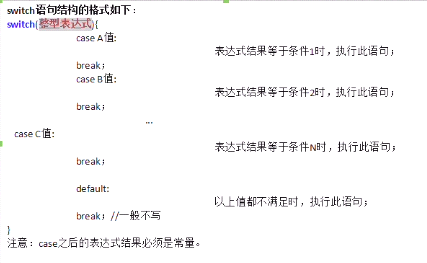 switch语句结构的格式如下：
switch(整型表达式){
case A值:
表达式结果等于条件1时，执行此语句；
break；
case B值:
表达式结果等于条件2时，执行此语句；
break；
...
case C值:
表达式结果等于条件N时，执行此语句；
break；
default:
以上值都不满足时，执行此语句；
break；//一般不写
}
注意：case之后的表达式结果必须是常量。